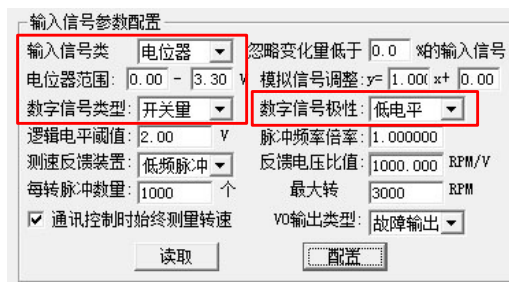 输入信号参数配置
输入信号类 电位器 忽略变化量低于 0.0 %的输入信号
电位器范围: 0.00 - 3.30 V 模拟信号调整:y= 1.00( x+ 0.00
数字信号类型: 开关量 数字信号极性: 低电平
逻辑电平阈值: 2.00 V 脉冲频率倍率: 1.000000
测速反馈装置: 低频脉冲 反馈电压比值: 1000.000 RPM/V
每转脉冲数量: 1000 个 最大转 3000 RPM
通讯控制时始终测量转速 VO输出类型: 故障输出
读取 配置